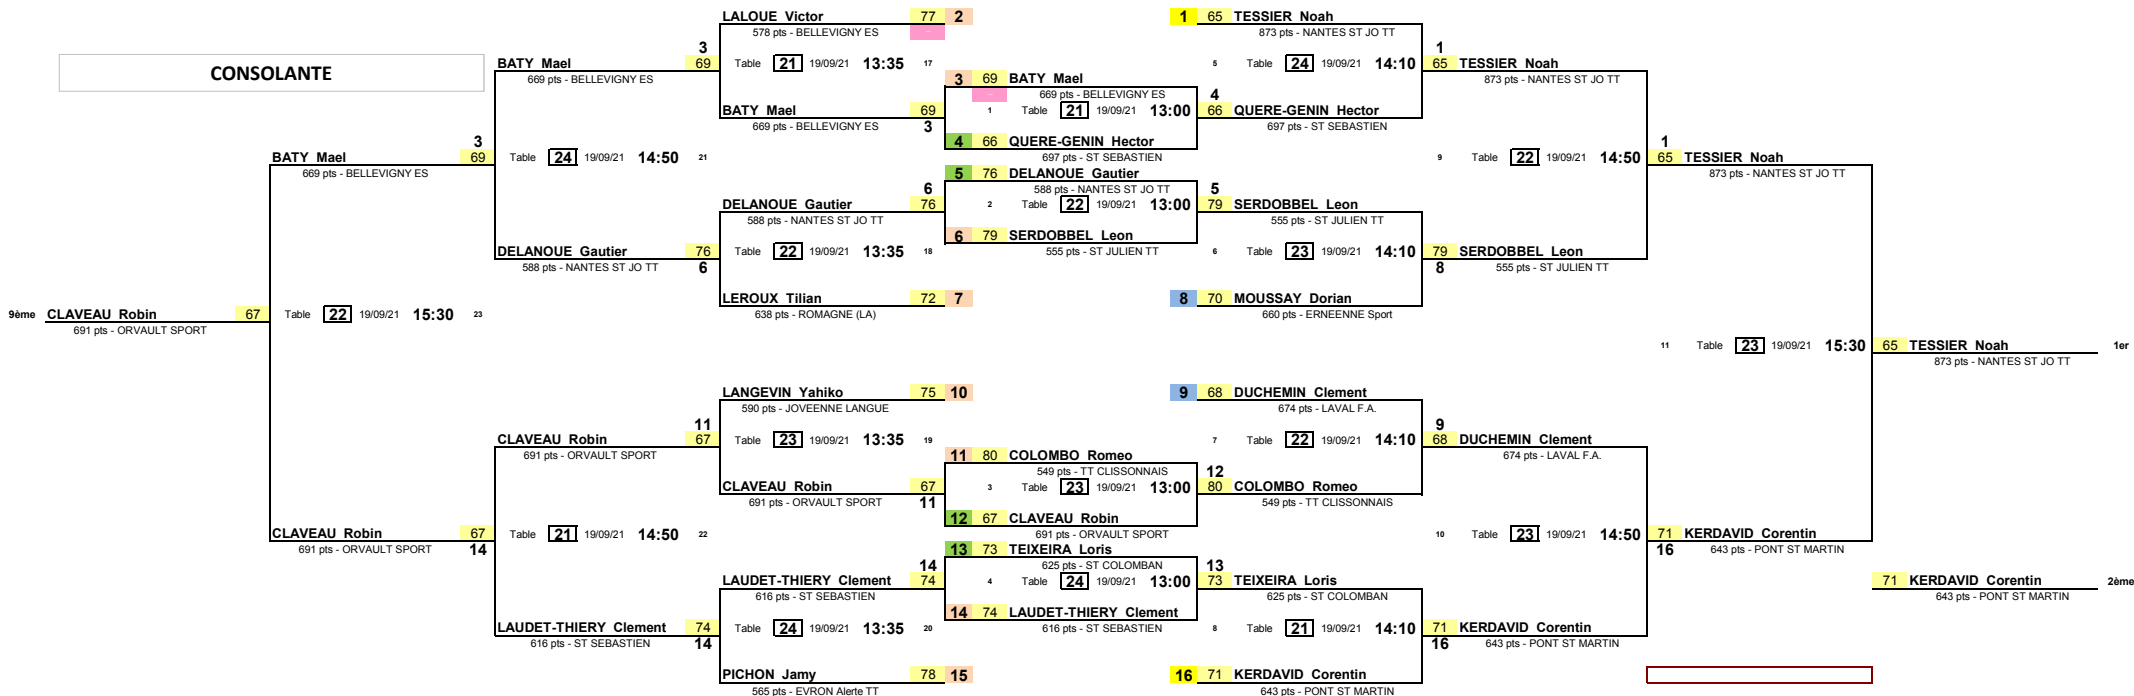 LALOUE Victor 77 2 1 65 TESSIER Noah
578 pts - BELLEVIGNY ES 873 pts - NANTES ST JO TT
3 1
CONSOLANTE BATY Mael 69 Table 21 19/09/21 13:35 17 5 Table 24 19/09/21 14:10 65 TESSIER Noah
669 pts - BELLEVIGNY ES 3 69 BATY Mael 873 pts - NANTES ST JO TT
669 pts - BELLEVIGNY ES 4
BATY Mael 69 1 Table 21 19/09/21 13:00 66 QUERE-GENIN Hector
669 pts - BELLEVIGNY ES 3 697 pts - ST SEBASTIEN
3 4 66 QUERE-GENIN Hector 1
BATY Mael 69 Table 24 19/09/21 14:50 21 697 pts - ST SEBASTIEN 9 Table 22 19/09/21 14:50 65 TESSIER Noah
669 pts - BELLEVIGNY ES 5 76 DELANOUE Gautier 873 pts - NANTES ST JO TT
6 588 pts - NANTES ST JO TT 5
DELANOUE Gautier 76 2 Table 22 19/09/21 13:00 79 SERDOBBEL Leon
588 pts - NANTES ST JO TT 555 pts - ST JULIEN TT
6 79 SERDOBBEL Leon
DELANOUE Gautier 76 Table 22 19/09/21 13:35 18 555 pts - ST JULIEN TT 6 Table 23 19/09/21 14:10 79 SERDOBBEL Leon
588 pts - NANTES ST JO TT 6 8 555 pts - ST JULIEN TT
LEROUX Tilian 72 7 8 70 MOUSSAY Dorian
9ème CLAVEAU Robin 67 Table 22 19/09/21 15:30 23 638 pts - ROMAGNE (LA) 660 pts - ERNEENNE Sport
691 pts - ORVAULT SPORT
11 Table 23 19/09/21 15:30 65 TESSIER Noah 1er
873 pts - NANTES ST JO TT
LANGEVIN Yahiko 75 10 9 68 DUCHEMIN Clement
590 pts - JOVEENNE LANGUE 674 pts - LAVAL F.A.
11 9
CLAVEAU Robin 67 Table 23 19/09/21 13:35 19 7 Table 22 19/09/21 14:10 68 DUCHEMIN Clement
691 pts - ORVAULT SPORT 11 80 COLOMBO Romeo 674 pts - LAVAL F.A.
549 pts - TT CLISSONNAIS 12
CLAVEAU Robin 67 3 Table 23 19/09/21 13:00 80 COLOMBO Romeo
691 pts - ORVAULT SPORT 11 549 pts - TT CLISSONNAIS
12 67 CLAVEAU Robin
CLAVEAU Robin 67 Table 21 19/09/21 14:50 22 691 pts - ORVAULT SPORT 10 Table 23 19/09/21 14:50 71 KERDAVID Corentin
691 pts - ORVAULT SPORT 14 13 73 TEIXEIRA Loris 16 643 pts - PONT ST MARTIN
14 625 pts - ST COLOMBAN 13
LAUDET-THIERY Clement 74 4 Table 24 19/09/21 13:00 73 TEIXEIRA Loris 71 KERDAVID Corentin 2ème
616 pts - ST SEBASTIEN 625 pts - ST COLOMBAN 643 pts - PONT ST MARTIN
14 74 LAUDET-THIERY Clement
LAUDET-THIERY Clement 74 Table 24 19/09/21 13:35 20 616 pts - ST SEBASTIEN 8 Table 21 19/09/21 14:10 71 KERDAVID Corentin
616 pts - ST SEBASTIEN 14 16 643 pts - PONT ST MARTIN
PICHON Jamy 78 15 16 71 KERDAVID Corentin
565 pts - EVRON Alerte TT 643 pts - PONT ST MARTIN